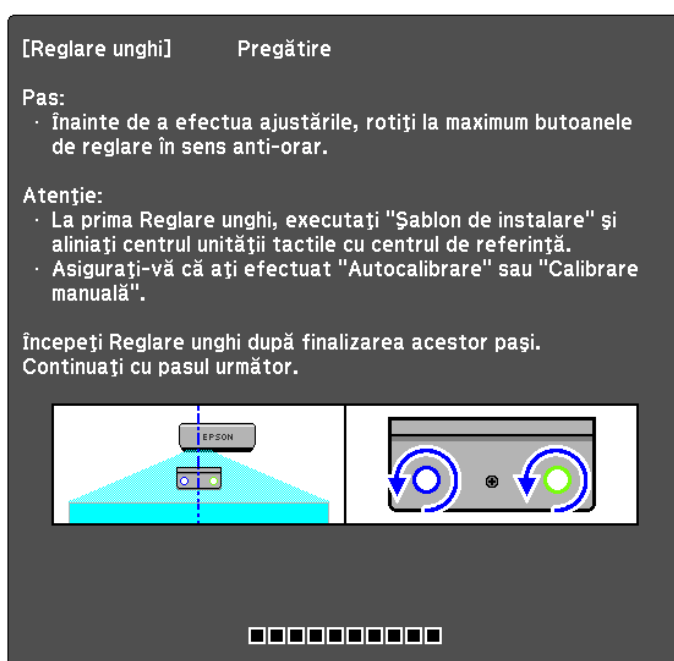 [Reglare unghi] Pregătire
Pas:
· Înainte de a efectua ajustările, rotiţi la maximum butoanele
de reglare în sens anti-orar.
Atenţie:
· La prima Reglare unghi, executaţi "Şablon de instalare" şi
aliniaţi centrul unităţii tactile cu centrul de referinţă.
· Asiguraţi-vă că aţi efectuat "Autocalibrare" sau "Calibrare
manuală".
Începeţi Reglare unghi după finalizarea acestor paşi.
Continuaţi cu pasul următor.
EPSON